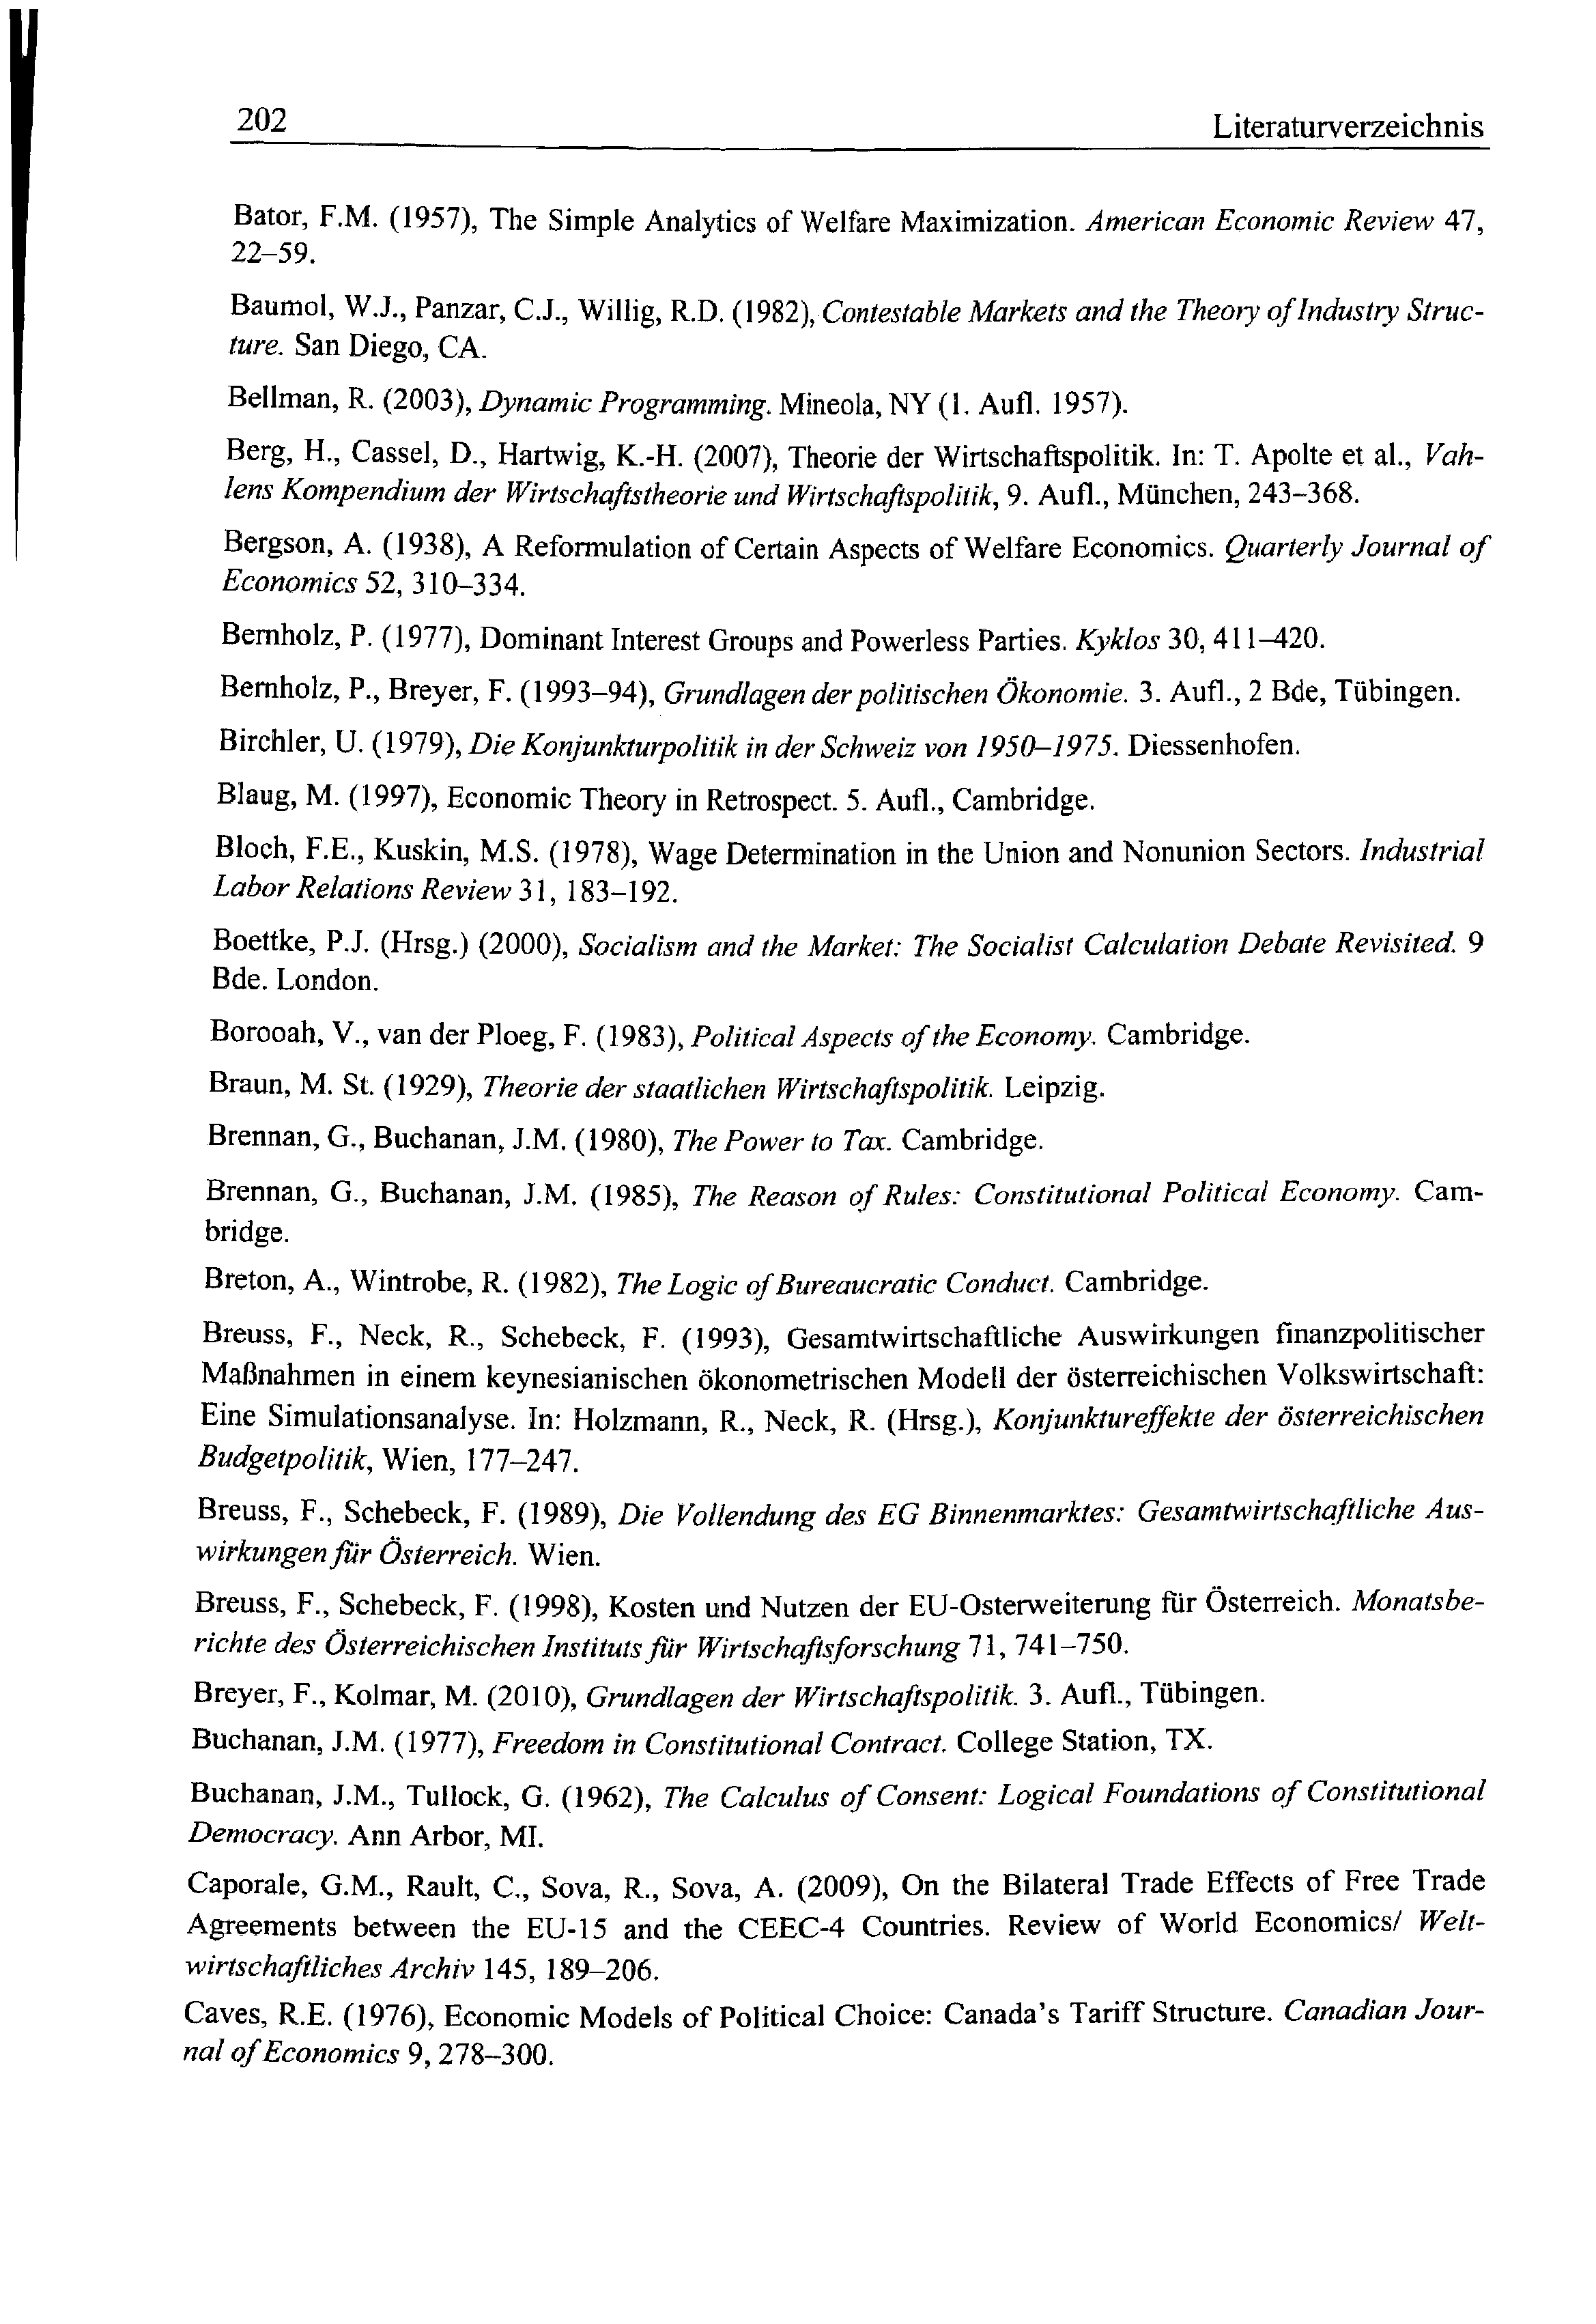 202
Literaturverzeichnis
Bator, F.M. (1957), The Simple Analytics of Welfare Maximization. American Economic Review 47,
22–59.
Baumol, W.J., Panzar, C.J., Willig, R.D. (1982), Contestable Markets and the Theory of Industry Struc-
ture. San Diego, CA.
Bellman, R. (2003), Dynamic Programming. Mineola, NY (1. Aufl. 1957).
Berg, H., Cassel, D., Hartwig, K.-H. (2007), Theorie der Wirtschaftspolitik. In: T. Apolte et al., Vah-
lens Kompendium der Wirtschaftstheorie und Wirtschaftspolitik, 9. Aufl., München, 243–368.
Bergson, A. (1938), A Reformulation of Certain Aspects of Welfare Economics. Quarterly Journal of
Economics 52, 310–334.
Bernholz, P. (1977), Dominant Interest Groups and Powerless Parties. Kyklos 30, 411–420.
Bernholz, P., Breyer, F. (1993–94), Grundlagen der politischen Ökonomie. 3. Aufl., 2 Bde, Tübingen.
Birchler, U. (1979), Die Konjunkturpolitik in der Schweiz von 1950–1975. Diessenhofen.
Blaug, M. (1997), Economic Theory in Retrospect. 5. Aufl., Cambridge.
Bloch, F.E., Kuskin, M.S. (1978), Wage Determination in the Union and Nonunion Sectors. Industrial
Labor Relations Review 31, 183–192.
Boettke, P.J. (Hrsg.) (2000), Socialism and the Market: The Socialist Calculation Debate Revisited. 9
Bde. London.
Borooah, V., van der Ploeg, F. (1983), Political Aspects of the Economy. Cambridge.
Braun, M. St. (1929), Theorie der staatlichen Wirtschaftspolitik. Leipzig.
Brennan, G., Buchanan, J.M. (1980), The Power to Tax. Cambridge.
Brennan, G., Buchanan, J.M. (1985), The Reason of Rules: Constitutional Political Economy. Cam-
bridge.
Breton, A., Wintrobe, R. (1982), The Logic of Bureaucratic Conduct. Cambridge.
Breuss, F., Neck, R., Schebeck, F. (1993), Gesamtwirtschaftliche Auswirkungen finanzpolitischer
Maßnahmen in einem keynesianischen ökonometrischen Modell der österreichischen Volkswirtschaft:
Eine Simulationsanalyse. In: Holzmann, R., Neck, R. (Hrsg.), Konjunktureffekte der österreichischen
Budgetpolitik, Wien, 177–247.
Breuss, F., Schebeck, F. (1989), Die Vollendung des EG Binnenmarktes: Gesamtwirtschaftliche Aus-
wirkungen für Österreich. Wien.
Breuss, F., Schebeck, F. (1998), Kosten und Nutzen der EU-Osterweiterung für Österreich. Monatsbe-
richte des Österreichischen Instituts für Wirtschaftsforschung 71, 741–750.
Breyer, F., Kolmar, M. (2010), Grundlagen der Wirtschaftspolitik. 3. Aufl., Tübingen.
Buchanan, J.M. (1977), Freedom in Constitutional Contract. College Station, TX.
Buchanan, J.M., Tullock, G. (1962), The Calculus of Consent: Logical Foundations of Constitutional
Democracy. Ann Arbor, MI.
Caporale, G.M., Rault, C., Sova, R., Sova, A. (2009), On the Bilateral Trade Effects of Free Trade
Agreements between the EU-15 and the CEEC-4 Countries. Review of World Economics/ Welt-
wirtschaftliches Archiv 145, 189–206.
Caves, R.E. (1976), Economic Models of Political Choice: Canada's Tariff Structure. Canadian Jour-
nal of Economics 9, 278–300.